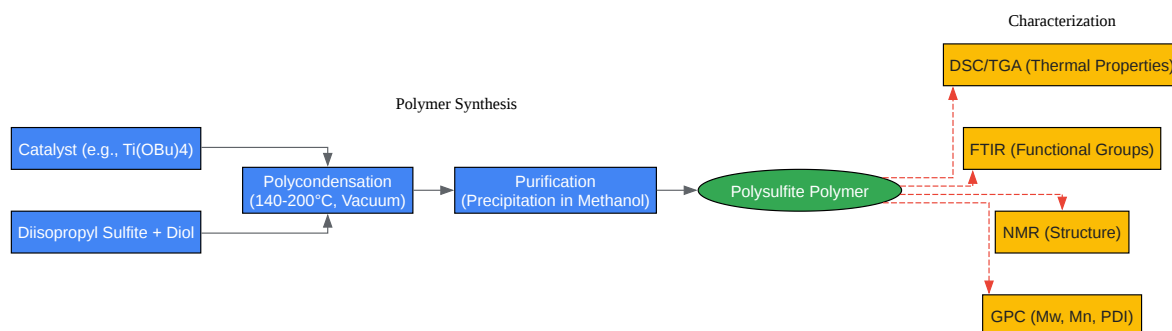 Characterization
DSC/TGA (Thermal Properties)
Polymer Synthesis
Catalyst (e.g., Ti(OBu)4)
FTIR (Functional Groups)
Polycondensation
(140-200°C, Vacuum)
Purification
(Precipitation in Methanol)
Polysulfite Polymer
Diisopropyl Sulfite + Diol
NMR (Structure)
GPC (Mw, Mn, PDI)